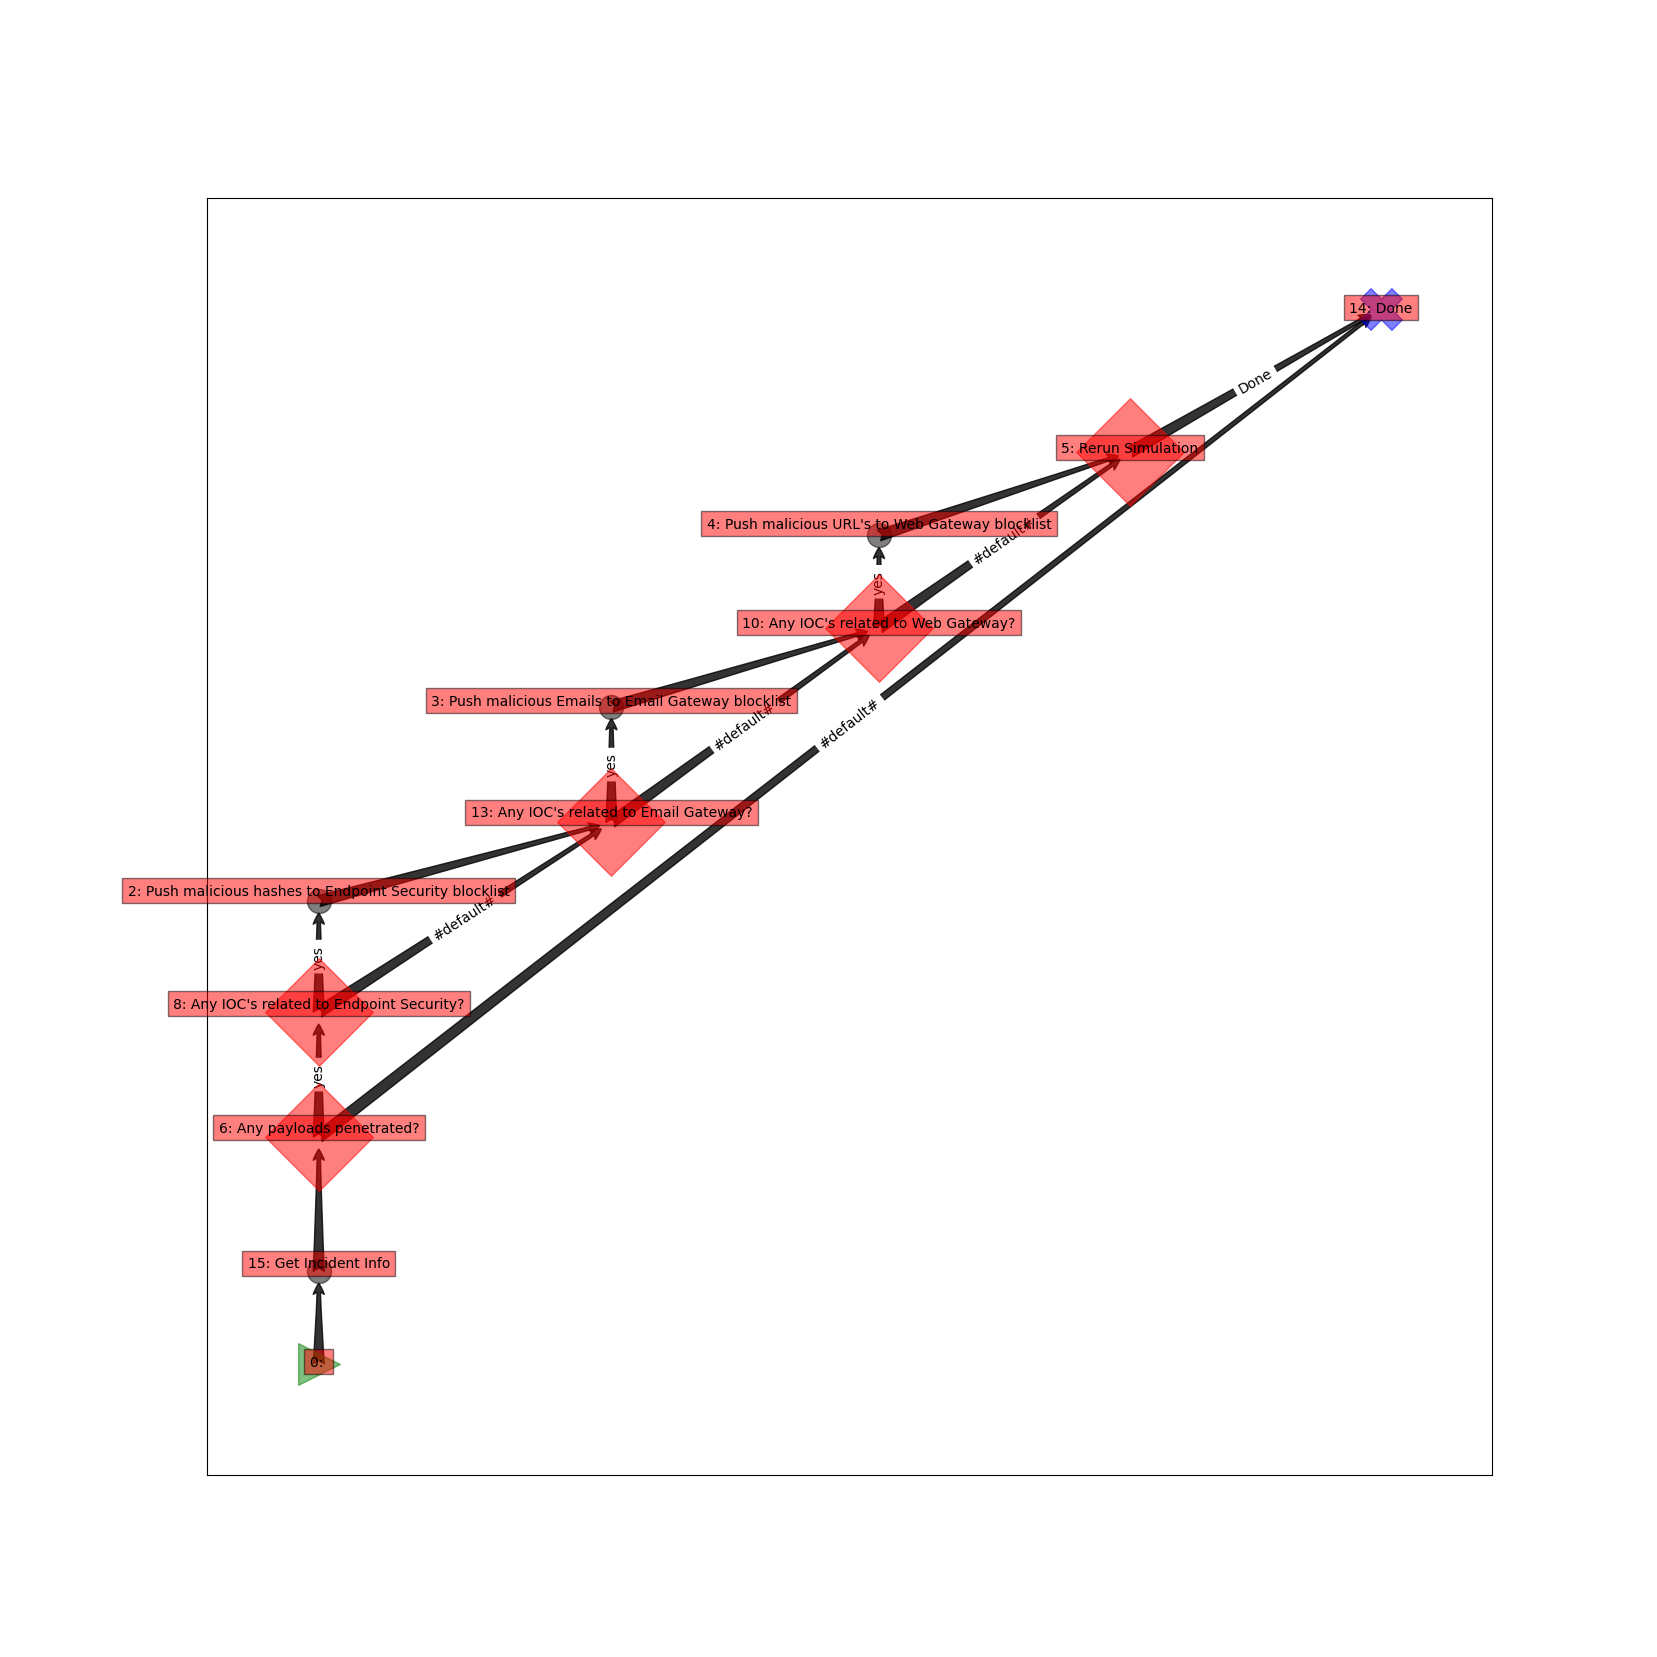 14: Done
Done
5: Rerun Simulation
4: Push malicious URL's to Web Gateway blocklist
#default#
yes
10: Any IOC's related to Web Gateway?
3: Push malicious Emails to Email Gateway blocklist
#default#
#default#
yes
13: Any IOC's related to Email Gateway?
2: Push malicious hashes to Endpoint Security blocklist
#default#
yes
8: Any IOC's related to Endpoint Security?
yes
6: Any payloads penetrated?
15: Get Incident Info
0: